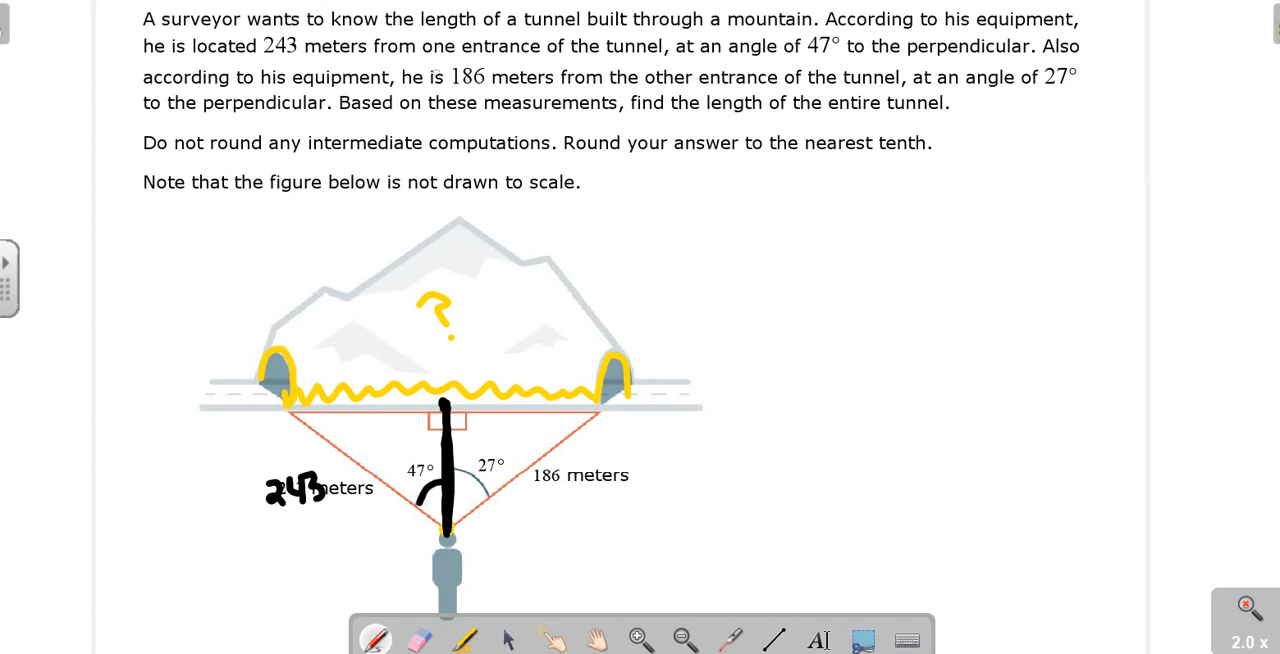 A surveyor wants to know the length of a tunnel built through a mountain. According to his equipment,
he is located 243 meters from one entrance of the tunnel, at an angle of 47° to the perpendicular. Also
according to his equipment, he is 186 meters from the other entrance of the tunnel, at an angle of 27°
to the perpendicular. Based on these measurements, find the length of the entire tunnel.
Do not round any intermediate computations. Round your answer to the nearest tenth.
Note that the figure below is not drawn to scale.
?
47° 27°
186 meters
243 meters
AI
2.0 x